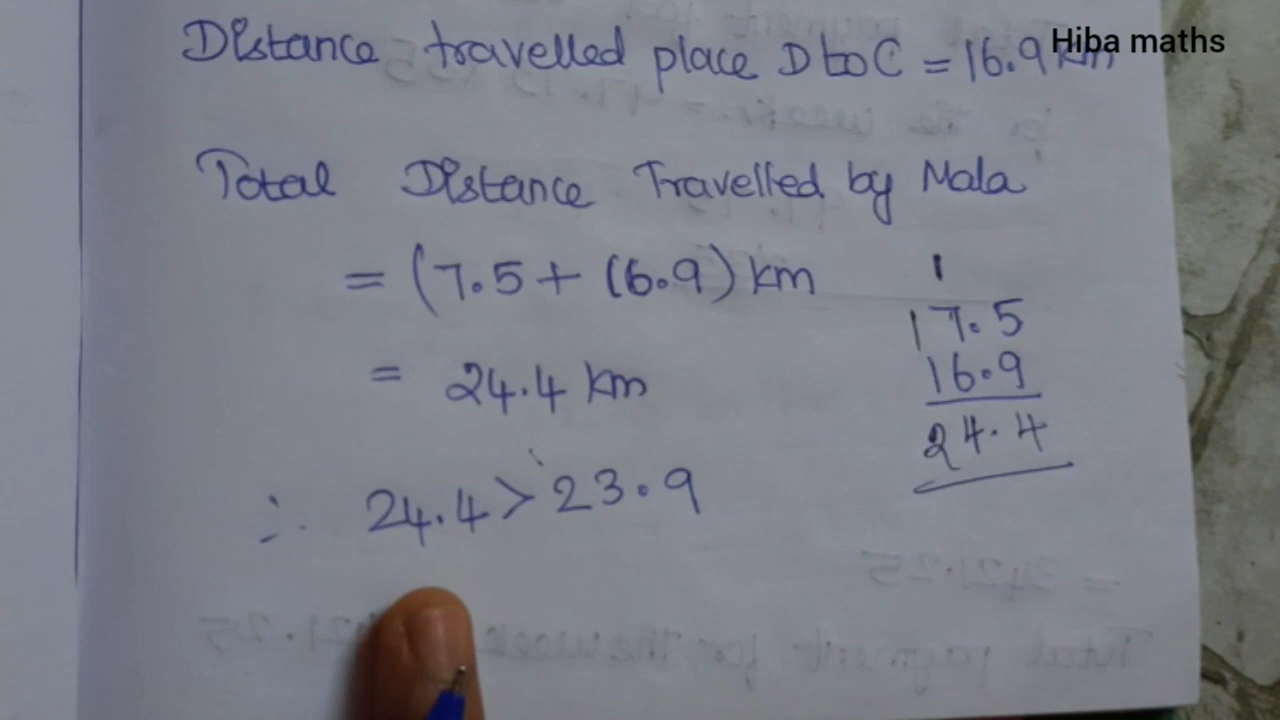 Distance travelled place D to C = 16.9 km
Hiba maths
Total Distance Travelled by Mala
= (7.5 + 16.9) km
1
17.5
16.9
24.4
= 24.4 km
∴ 24.4 > 23.9